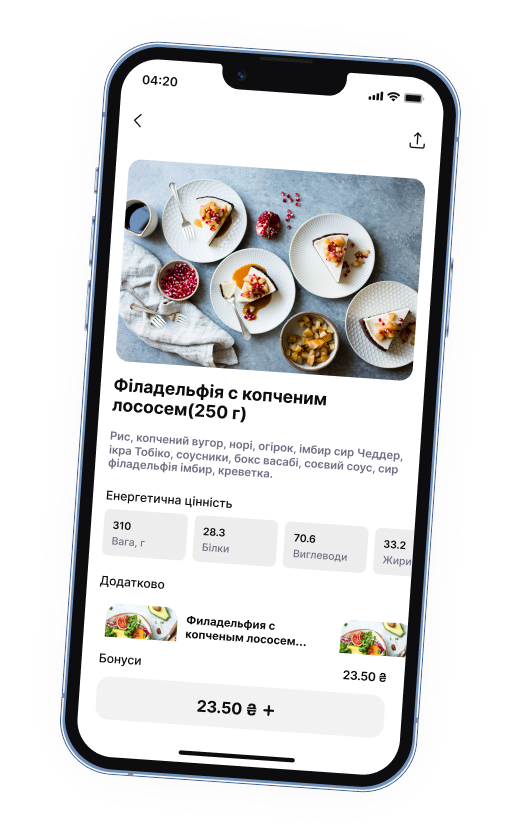 04:20
Філадельфія с копченим
лососем(250 г)
Рис, копчений вугор, норі, огірок, імбир сир Чеддер,
ікра Тобіко, соусники, бокс васабі, соєвий соус, сир
філадельфія імбир, креветка.
Енергетична цінність
310
Вага, г
28.3
Білки
70.6
Виглеводи
33.2
Жири
Додатково
Филадельфия с
копченым лососем...
Бонуси
23.50 ₴
23.50 ₴ +